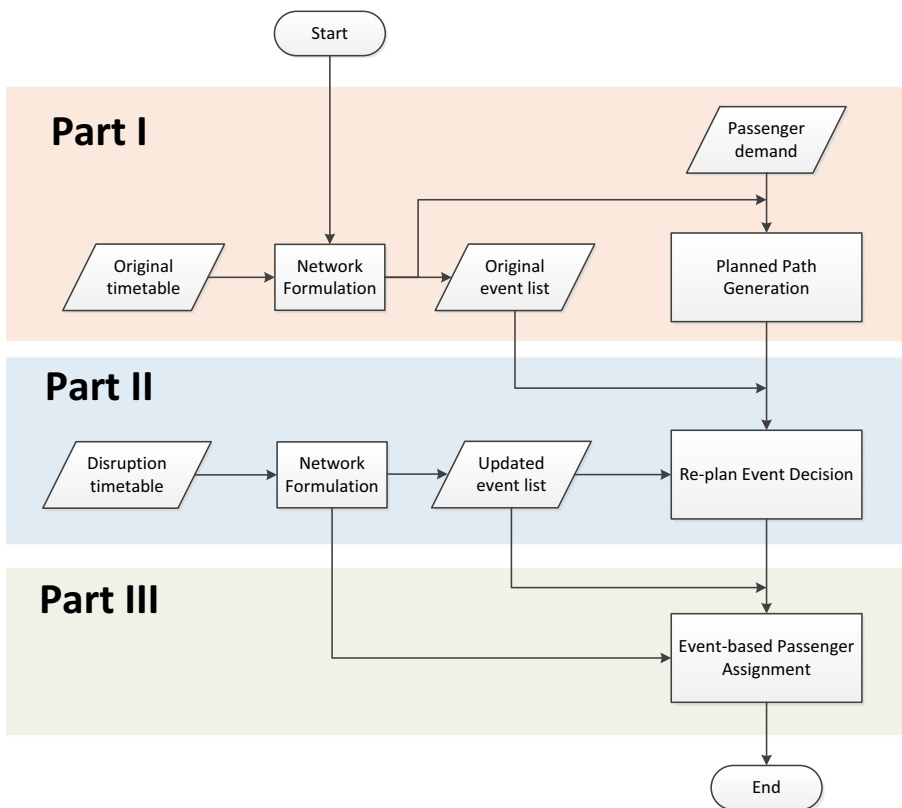 Start
Part I
Passenger
demand
Original
timetable
Network
Formulation
Original
event list
Planned Path
Generation
Part II
Disruption
timetable
Network
Formulation
Updated
event list
Re-plan Event Decision
Part III
Event-based Passenger
Assignment
End